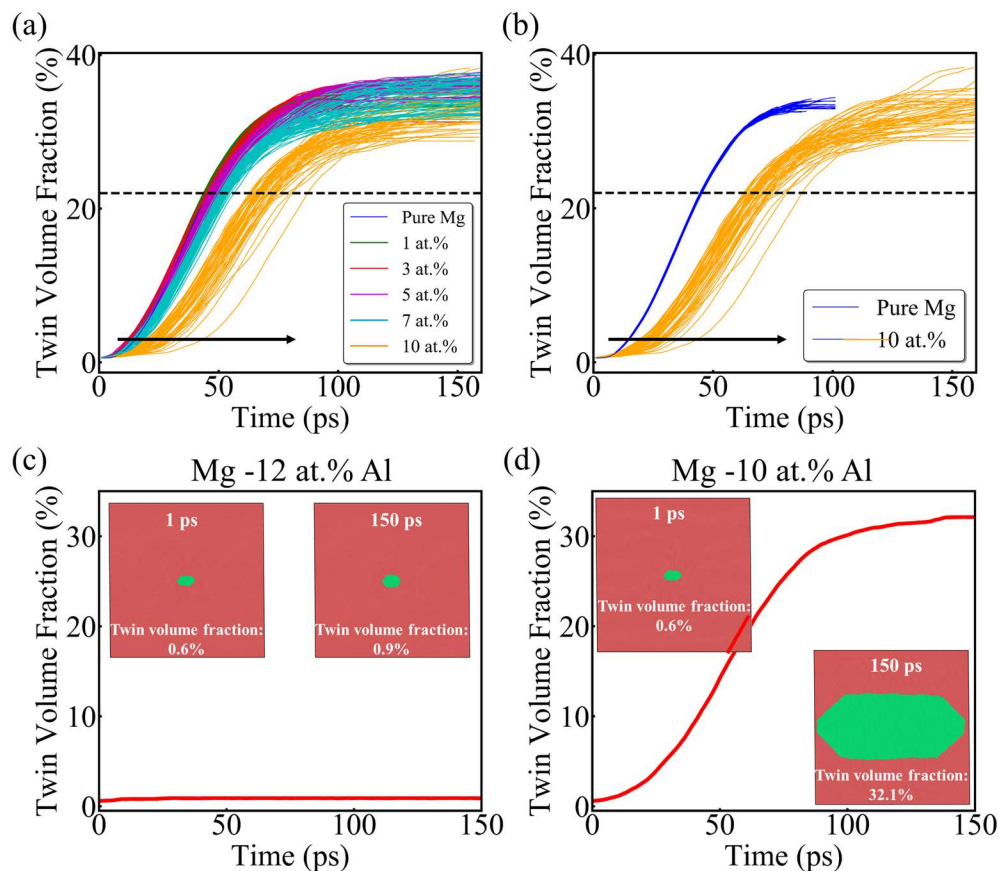 (a)
(b)
Twin Volume Fraction (%)
40
20
0
0
50
100
150
Time (ps)
Pure Mg
1 at.%
3 at.%
5 at.%
7 at.%
10 at.%
Twin Volume Fraction (%)
40
20
0
0
50
100
150
Time (ps)
Pure Mg
10 at.%
(c)
Mg -12 at.% Al
Twin Volume Fraction (%)
30
20
10
0
0
50
100
150
Time (ps)
1 ps
Twin volume fraction:
0.6%
150 ps
Twin volume fraction:
0.9%
(d)
Mg -10 at.% Al
Twin Volume Fraction (%)
30
20
10
0
0
50
100
150
Time (ps)
1 ps
Twin volume fraction:
0.6%
150 ps
Twin volume fraction:
32.1%